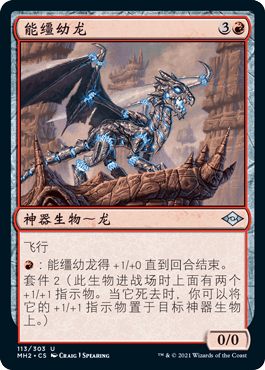 能缰幼龙 3
神器生物～龙
飞行
：能缰幼龙得 +1/+0 直到回合结束。
套件 2（此生物进战场时上面有两个
+1/+1 指示物。当它死去时，你可以将
它的 +1/+1 指示物置于目标神器生物
上。）
0/0
113/303 U
MH2 • CS CRAIG J SPEARING
™ & © 2021 Wizards of the Coast